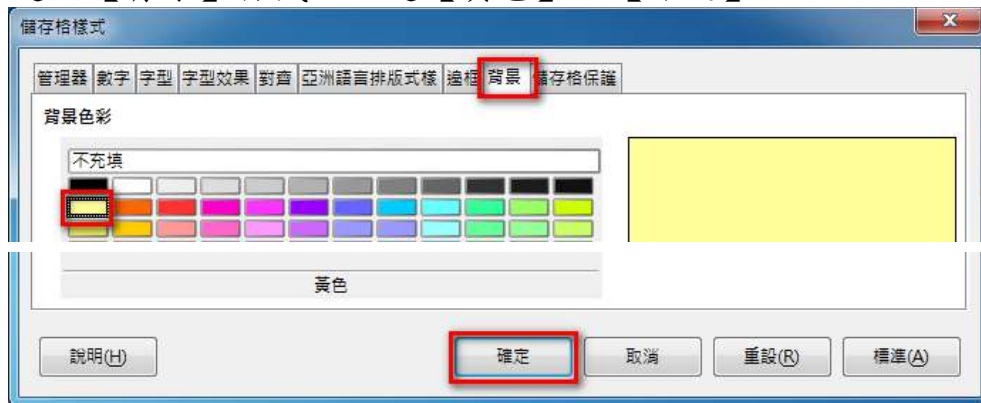 儲存格樣式
管理器 數字 字型 字型效果 對齊 亞洲語言排版式樣 邊框 背景 儲存格保護
背景色彩
不充填
黃色
說明(H) 確定 取消 重設(R) 標準(A)